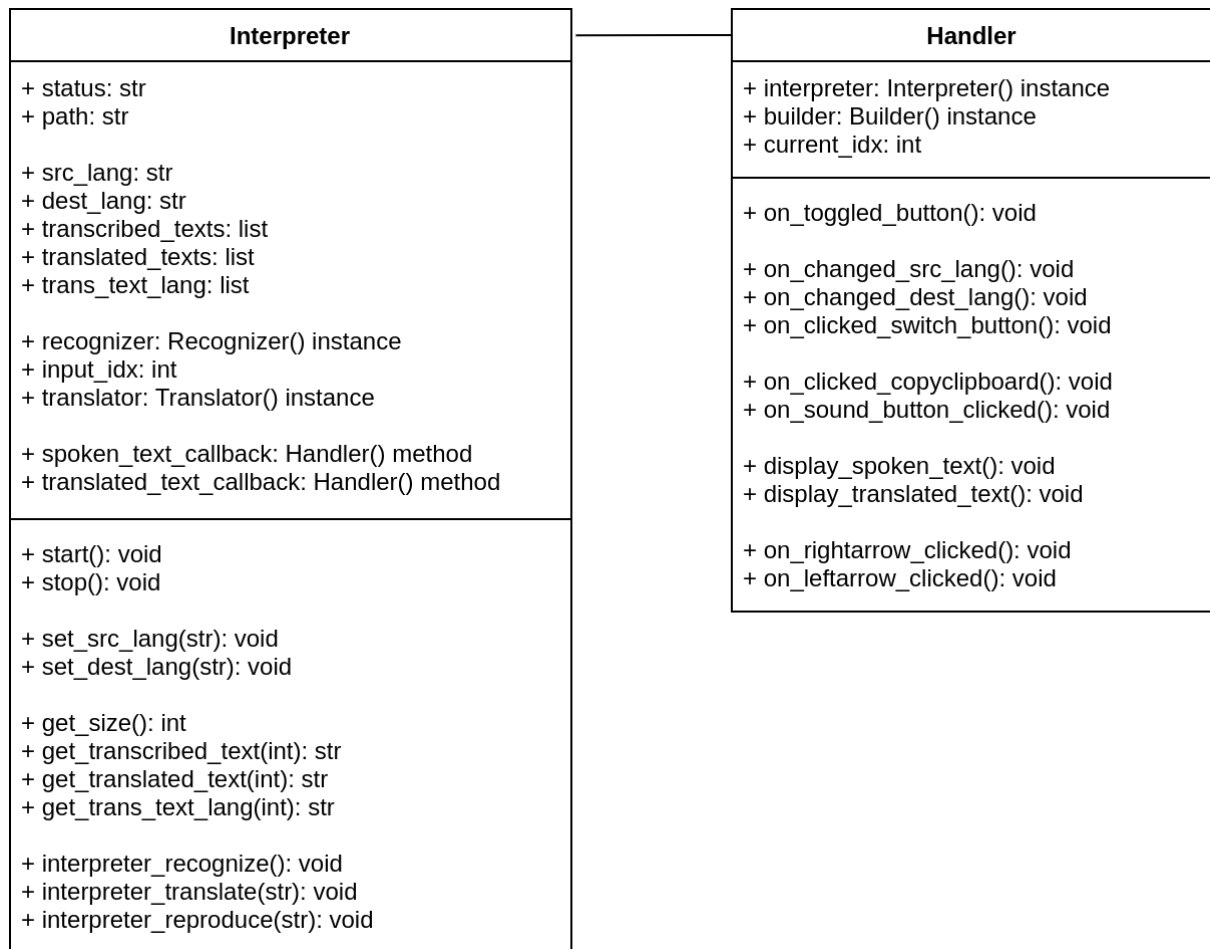 Interpreter
+ status: str
+ path: str
+ src_lang: str
+ dest_lang: str
+ transcribed_texts: list
+ translated_texts: list
+ trans_text_lang: list
+ recognizer: Recognizer() instance
+ input_idx: int
+ translator: Translator() instance
+ spoken_text_callback: Handler() method
+ translated_text_callback: Handler() method
+ start(): void
+ stop(): void
+ set_src_lang(str): void
+ set_dest_lang(str): void
+ get_size(): int
+ get_transcribed_text(int): str
+ get_translated_text(int): str
+ get_trans_text_lang(int): str
+ interpreter_recognize(): void
+ interpreter_translate(str): void
+ interpreter_reproduce(str): void
Handler
+ interpreter: Interpreter() instance
+ builder: Builder() instance
+ current_idx: int
+ on_toggled_button(): void
+ on_changed_src_lang(): void
+ on_changed_dest_lang(): void
+ on_clicked_switch_button(): void
+ on_clicked_copyclipboard(): void
+ on_sound_button_clicked(): void
+ display_spoken_text(): void
+ display_translated_text(): void
+ on_rightarrow_clicked(): void
+ on_leftarrow_clicked(): void